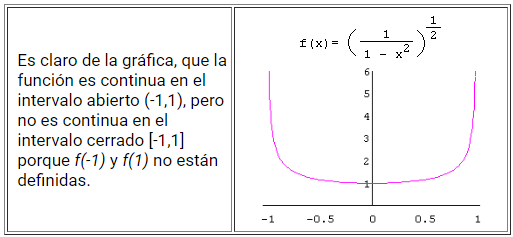 Es claro de la gráfica, que la
función es continua en el
intervalo abierto (-1,1), pero
no es continua en el
intervalo cerrado [-1,1]
porque f(-1) y f(1) no están
definidas.
f(x)= (1/(1 - x²))^(1/2)
6
5
4
3
2
1
-1 -0.5 0 0.5 1